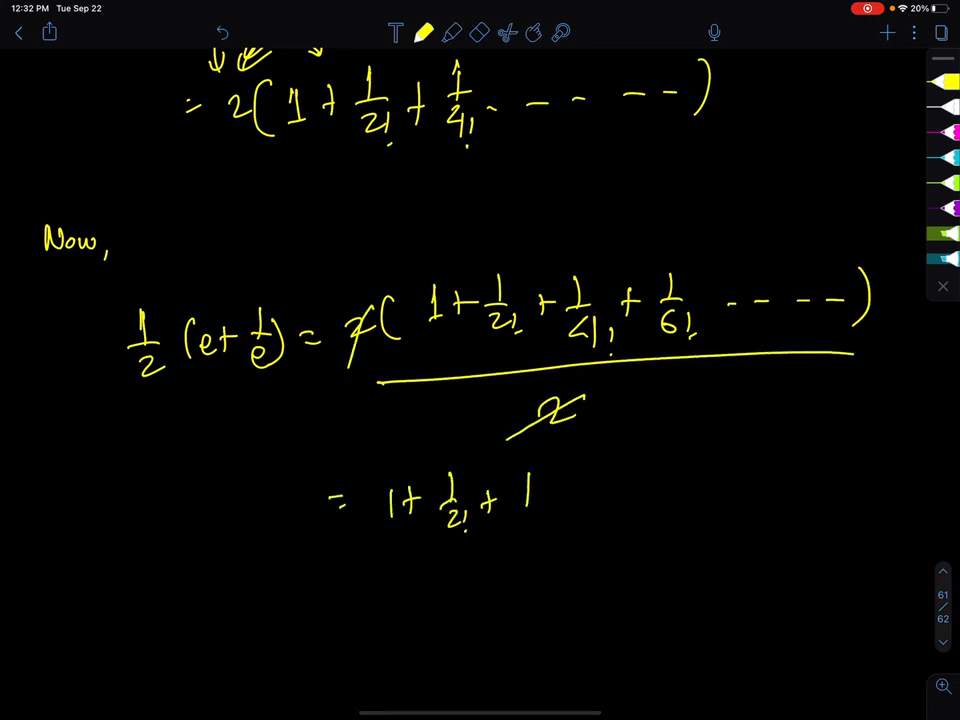 12:32 PM Tue Sep 22
20%
= 2(1 + 1/2! + 1/4! - - - - - -)
Now,
1/2 (e + 1/e) = 2(1 + 1/2! + 1/4! + 1/6! - - - - -)
2
= 1 + 1/2! + 1
61
/
62